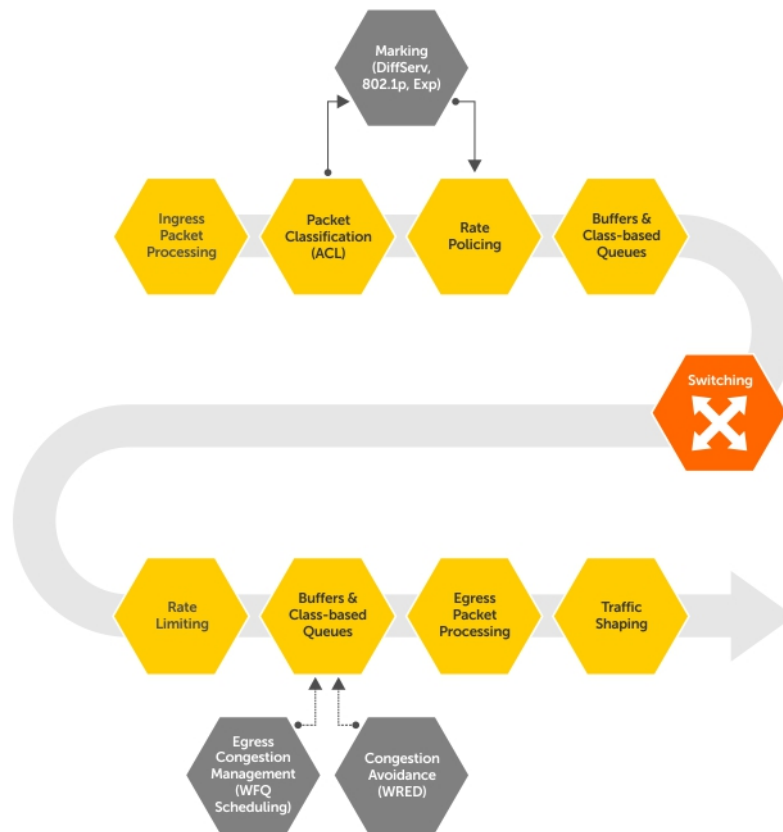 Marking
(DiffServ,
802.1p, Exp)
Ingress
Packet
Processing
Packet
Classification
(ACL)
Rate
Policing
Buffers &
Class-based
Queues
Switching
Rate
Limiting
Buffers &
Class-based
Queues
Egress
Packet
Processing
Traffic
Shaping
Egress
Congestion
Management
(WFQ
Scheduling)
Congestion
Avoidance
(WRED)